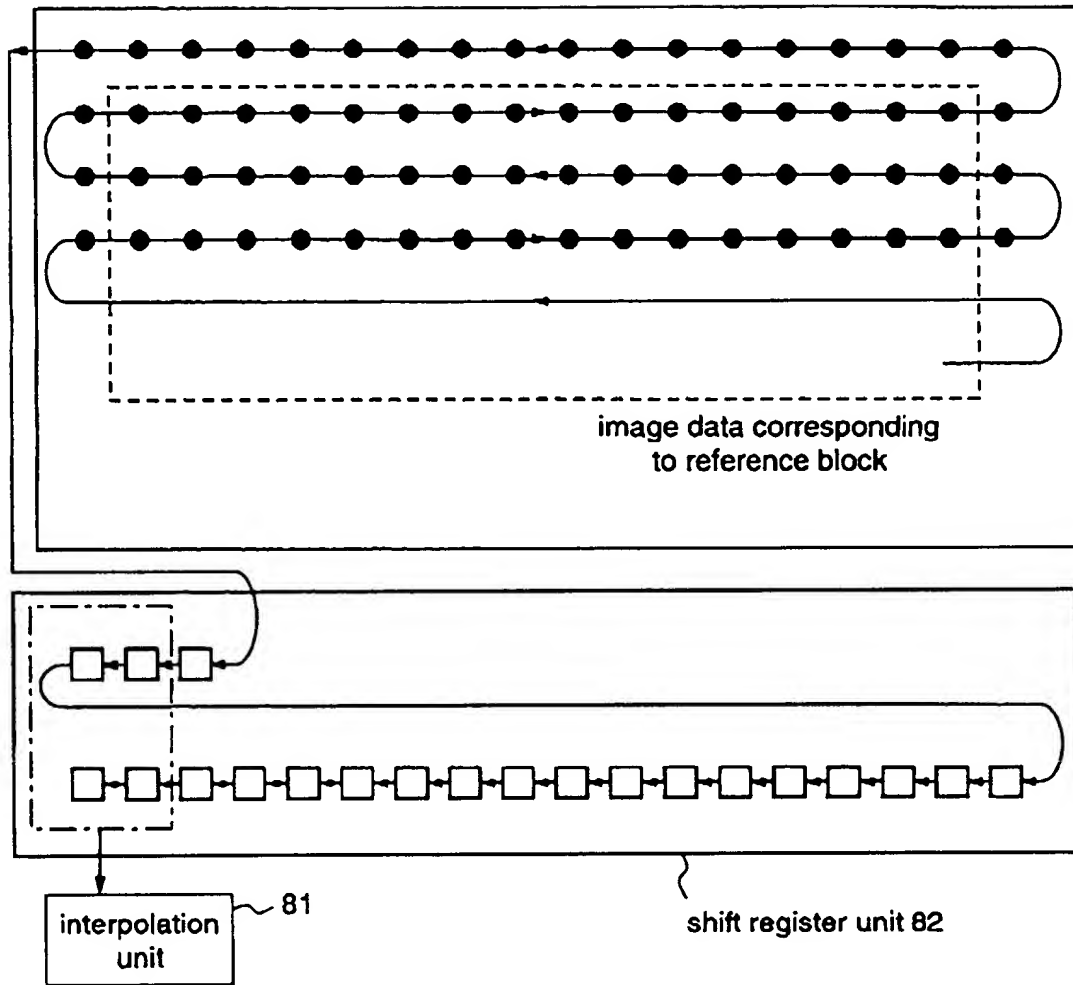 image data corresponding
to reference block
81
interpolation
unit
shift register unit 82